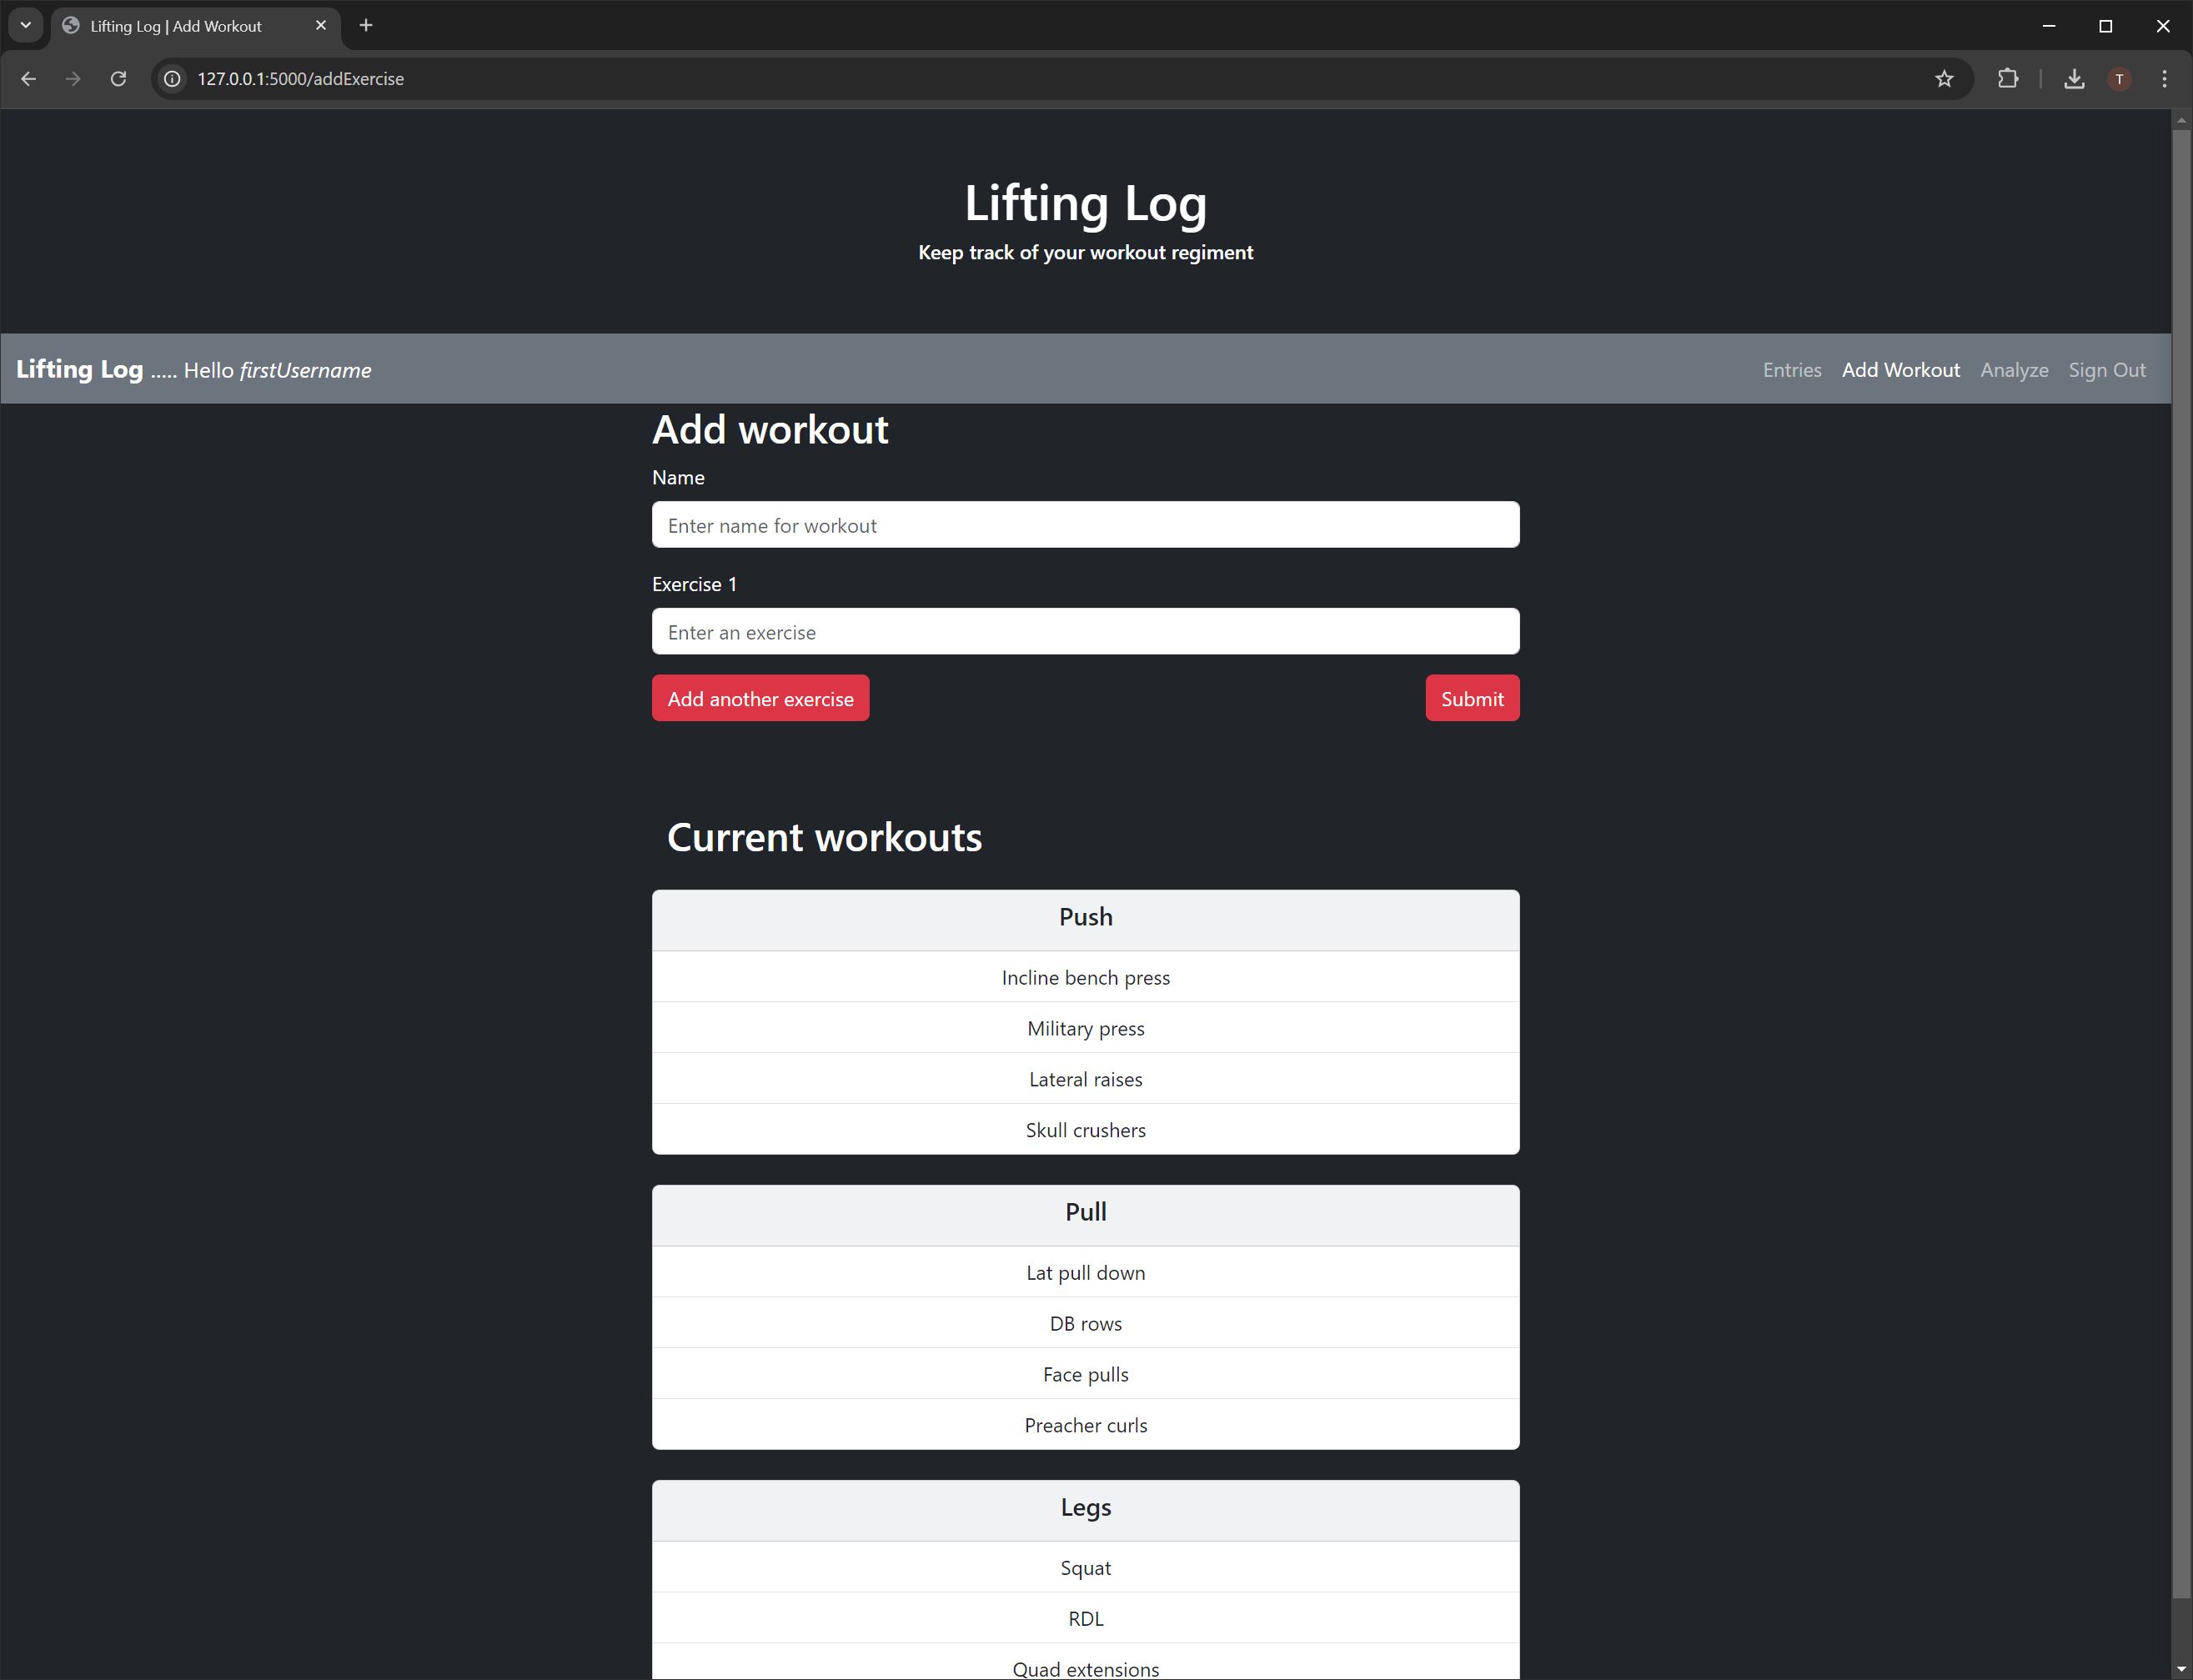 Lifting Log | Add Workout
127.0.0.1:5000/addExercise
T
Lifting Log
Keep track of your workout regiment
Lifting Log ..... Hello firstUsername
Entries Add Workout Analyze Sign Out
Add workout
Name
Enter name for workout
Exercise 1
Enter an exercise
Add another exercise Submit
Current workouts
Push
Incline bench press
Military press
Lateral raises
Skull crushers
Pull
Lat pull down
DB rows
Face pulls
Preacher curls
Legs
Squat
RDL
Quad extensions